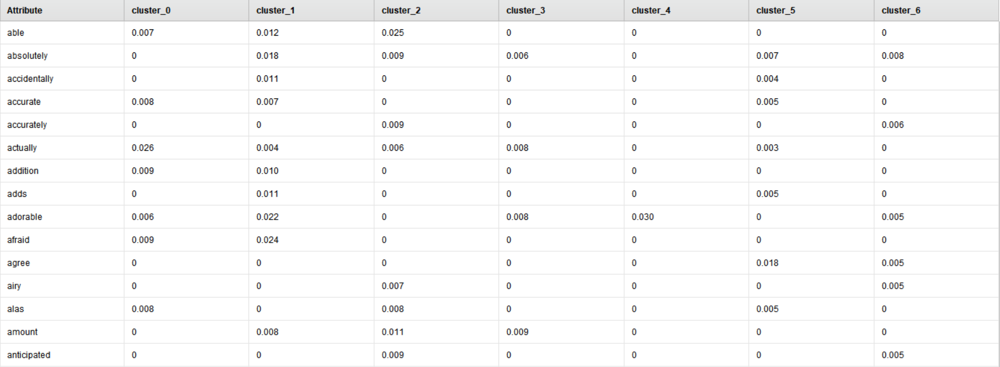 Attribute cluster_0 cluster_1 cluster_2 cluster_3 cluster_4 cluster_5 cluster_6
able 0.007 0.012 0.025 0 0 0 0
absolutely 0 0.018 0.009 0.006 0 0.007 0.008
accidentally 0 0.011 0 0 0 0.004 0
accurate 0.008 0.007 0 0 0 0.005 0
accurately 0 0 0.009 0 0 0 0.006
actually 0.026 0.004 0.006 0.008 0 0.003 0
addition 0.009 0.010 0 0 0 0 0
adds 0 0.011 0 0 0 0.005 0
adorable 0.006 0.022 0 0.008 0.030 0 0.005
afraid 0.009 0.024 0 0 0 0 0
agree 0 0 0 0 0 0.018 0.005
airy 0 0 0.007 0 0 0 0.005
alas 0.008 0 0.008 0 0 0.005 0
amount 0 0.008 0.011 0.009 0 0 0
anticipated 0 0 0.009 0 0 0 0.005